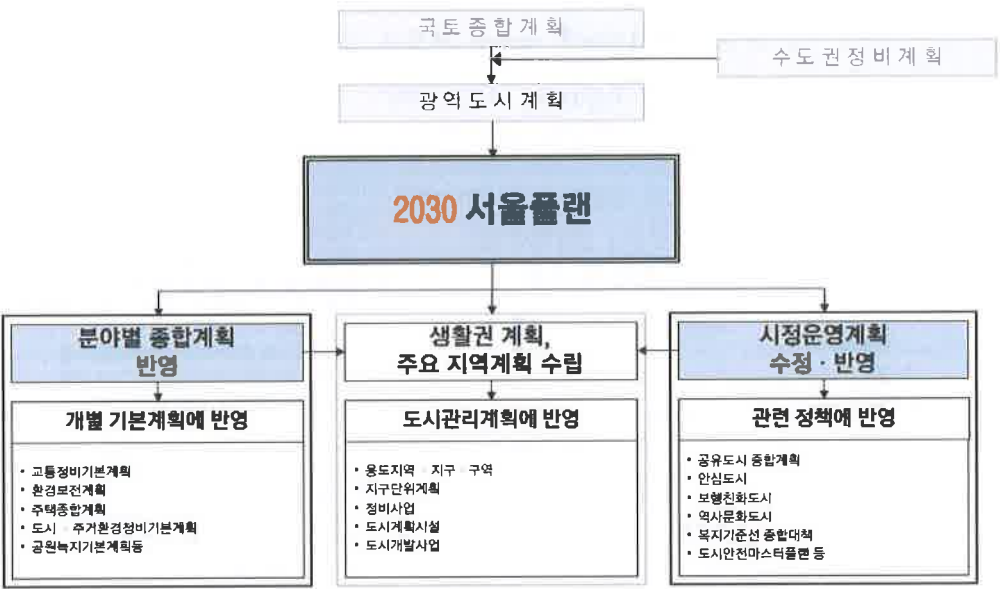 국토종합계획
수도권정비계획
광역도시계획
2030 서울플랜
분야별 종합계획
반영
생활권 계획,
주요 지역계획 수립
시정운영계획
수정 · 반영
개별 기본계획에 반영
• 교통정비기본계획
• 환경보전계획
• 주택종합계획
• 도시 · 주거환경정비기본계획
• 공원녹지기본계획등
도시관리계획에 반영
• 용도지역 · 지구 · 구역
• 지구단위계획
• 정비사업
• 도시계획시설
• 도시개발사업
관련 정책에 반영
• 공유도시 종합계획
• 안심도시
• 보행친화도시
• 역사문화도시
• 복지기준선 종합대책
• 도시안전마스터플랜 등